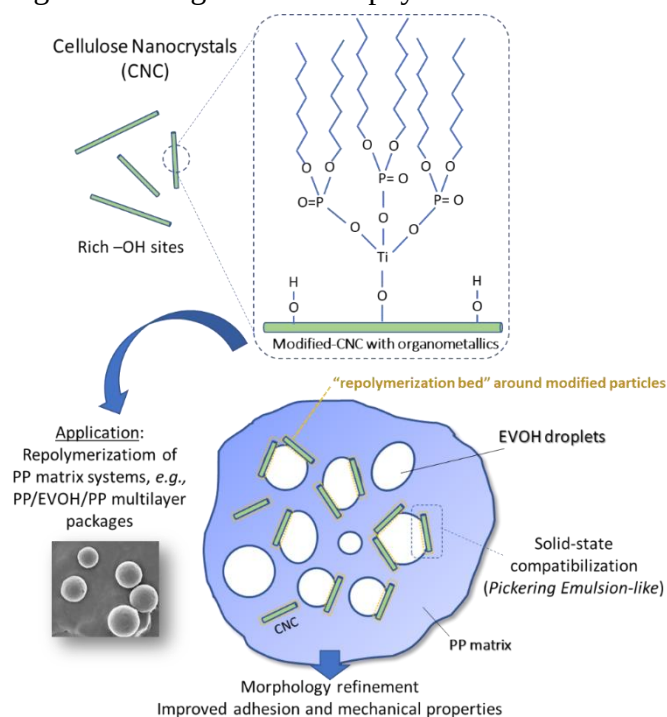 Cellulose Nanocrystals
(CNC)
Rich –OH sites
O O O O O O
O=P
O
P= O
O
O
P= O
O
Ti
O
H
O
H
O
Modified-CNC with organometallics
"repolymerization bed" around modified particles
Application:
Repolymerization of
PP matrix systems, e.g.,
PP/EVOH/PP multilayer
packages
EVOH droplets
Solid-state
compatibilization
(Pickering Emulsion-like)
CNC
PP matrix
Morphology refinement
Improved adhesion and mechanical properties